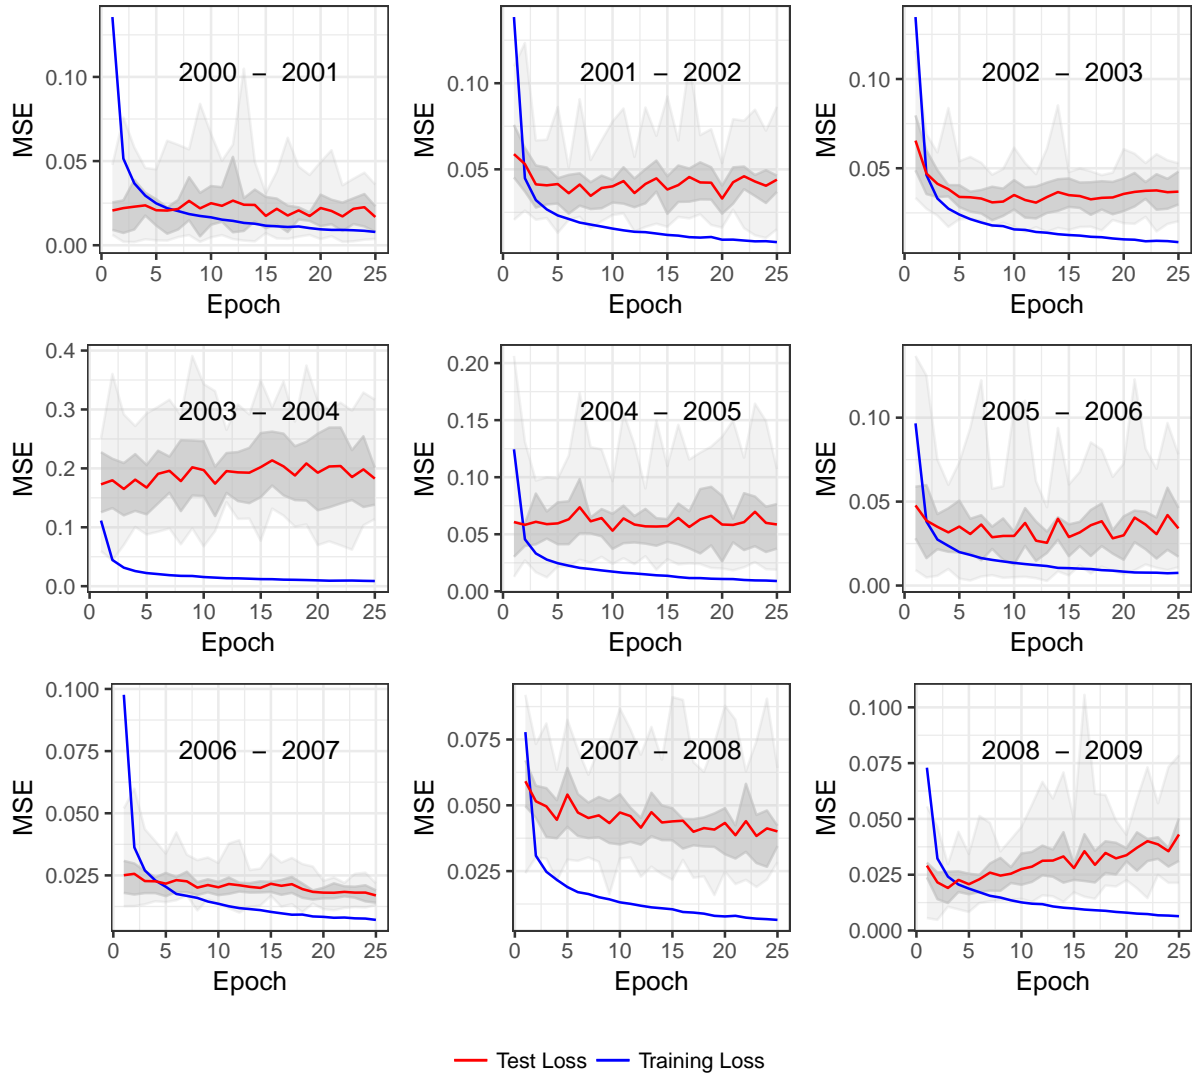 MSE
0.10
0.05
0.00
2000 – 2001
0 5 10 15 20 25
Epoch
MSE
0.10
0.05
2001 – 2002
0 5 10 15 20 25
Epoch
MSE
0.10
0.05
2002 – 2003
0 5 10 15 20 25
Epoch
MSE
0.4
0.3
0.2
0.1
0.0
2003 – 2004
0 5 10 15 20 25
Epoch
MSE
0.20
0.15
0.10
0.05
0.00
2004 – 2005
0 5 10 15 20 25
Epoch
MSE
0.10
0.05
0.00
2005 – 2006
0 5 10 15 20 25
Epoch
MSE
0.100
0.075
0.050
0.025
2006 – 2007
0 5 10 15 20 25
Epoch
MSE
0.075
0.050
0.025
2007 – 2008
0 5 10 15 20 25
Epoch
MSE
0.100
0.075
0.050
0.025
0.000
2008 – 2009
0 5 10 15 20 25
Epoch
Test Loss Training Loss